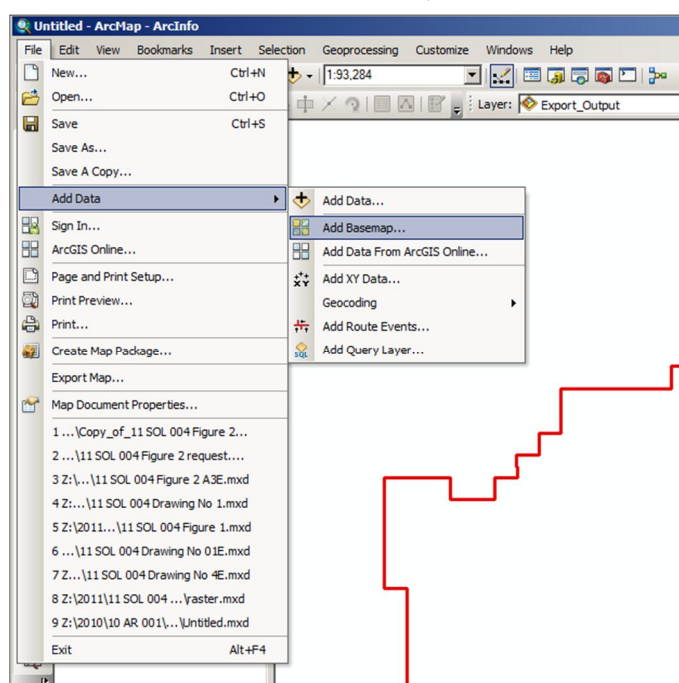 Untitled - ArcMap - ArcInfo
File Edit View Bookmarks Insert Selection Geoprocessing Customize Windows Help
New... Ctrl+N
1:93,284
Open... Ctrl+O
Layer: Export_Output
Save Ctrl+S
Save As...
Save A Copy...
Add Data
Sign In...
ArcGIS Online...
Page and Print Setup...
Print Preview...
Print...
Create Map Package...
Export Map...
Map Document Properties...
1 ...\Copy_of_11 SOL 004 Figure 2...
2 ...\11 SOL 004 Figure 2 request....
3 Z:\...\11 SOL 004 Figure 2 A3E.mxd
4 Z:...\11 SOL 004 Drawing No 1.mxd
5 Z:\2011...\11 SOL 004 Figure 1.mxd
6 ...\11 SOL 004 Drawing No 01E.mxd
7 Z...\11 SOL 004 Drawing No 4E.mxd
8 Z:\2011\11 SOL 004 ...\raster.mxd
9 Z:\2010\10 AR 001\...\Untitled.mxd
Exit Alt+F4
Add Data...
Add Basemap...
Add Data From ArcGIS Online...
XY Add XY Data...
Geocoding
Add Route Events...
SQL Add Query Layer...